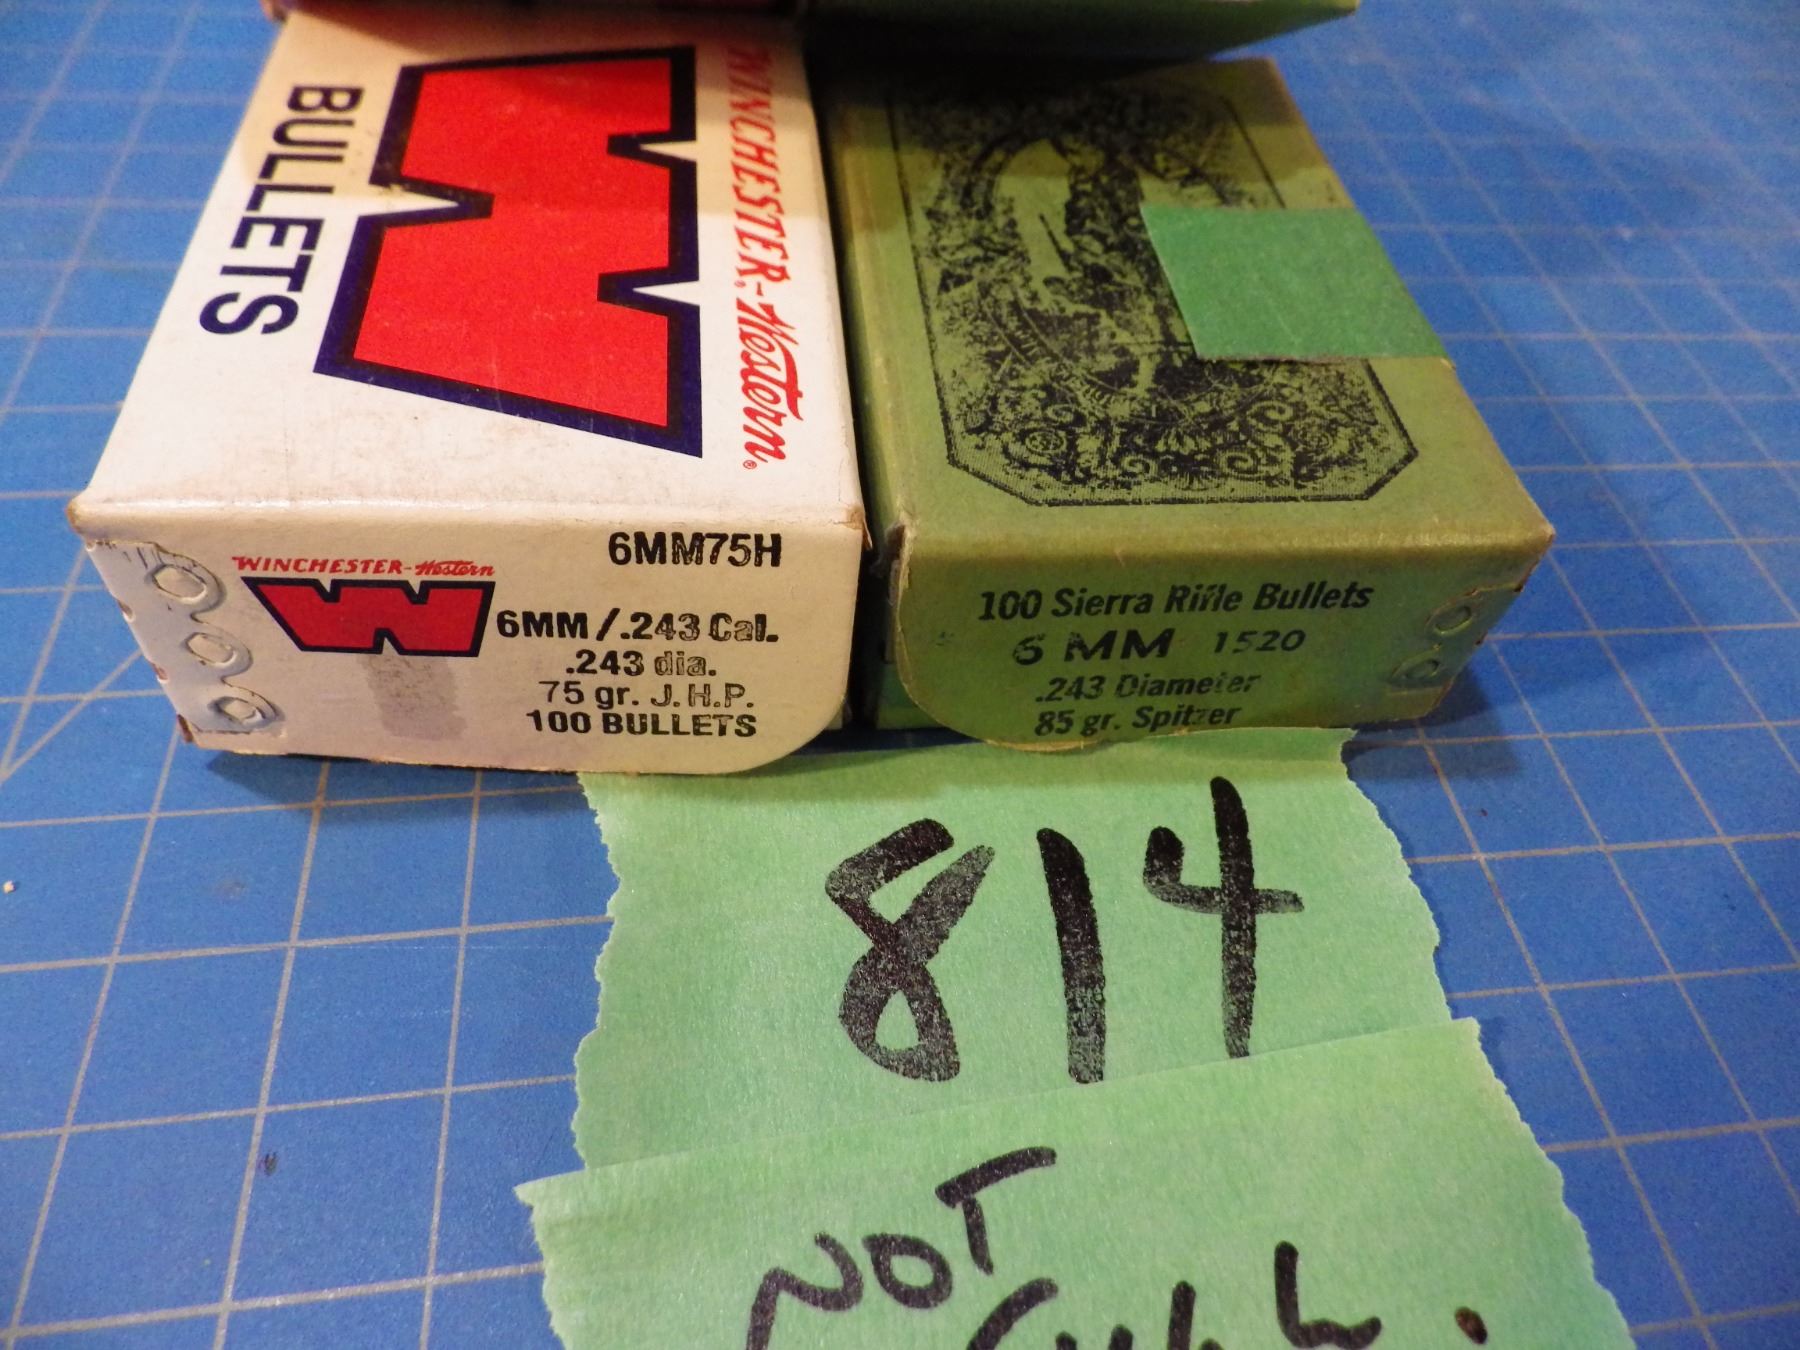 WINCHESTER-Western®
BULLETS
WINCHESTER-Western
6MM75H
6MM/.243 Cal.
.243 dia.
75 gr. J.H.P.
100 BULLETS
100 Sierra Rifle Bullets
6 MM 1520
.243 Diameter
85 gr. Spitzer
814
NOT